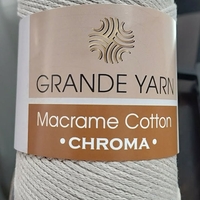 GRANDE YARN
Macrame Cotton
• CHROMA •